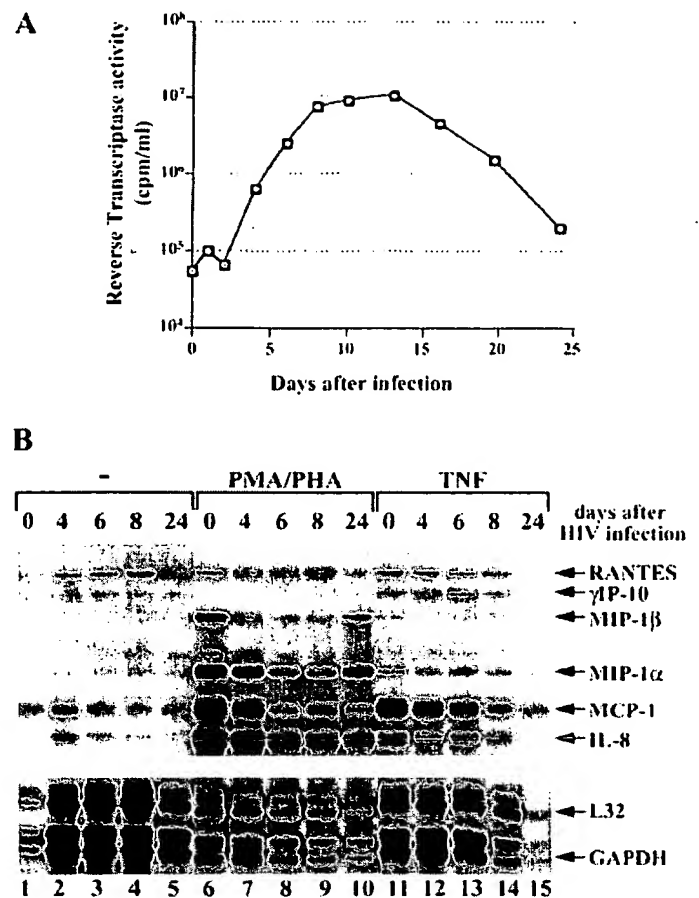 A
10⁸
10⁷
10⁶
10⁵
10⁴
Reverse Transcriptase activity
(cpm/ml)
0 5 10 15 20 25
Days after infection
B
- PMA/PHA TNF
0 4 6 8 24 0 4 6 8 24 0 4 6 8 24
days after
HIV infection
RANTES
γIP-10
MIP-1β
MIP-1α
MCP-1
IL-8
L32
GAPDH
1 2 3 4 5 6 7 8 9 10 11 12 13 14 15